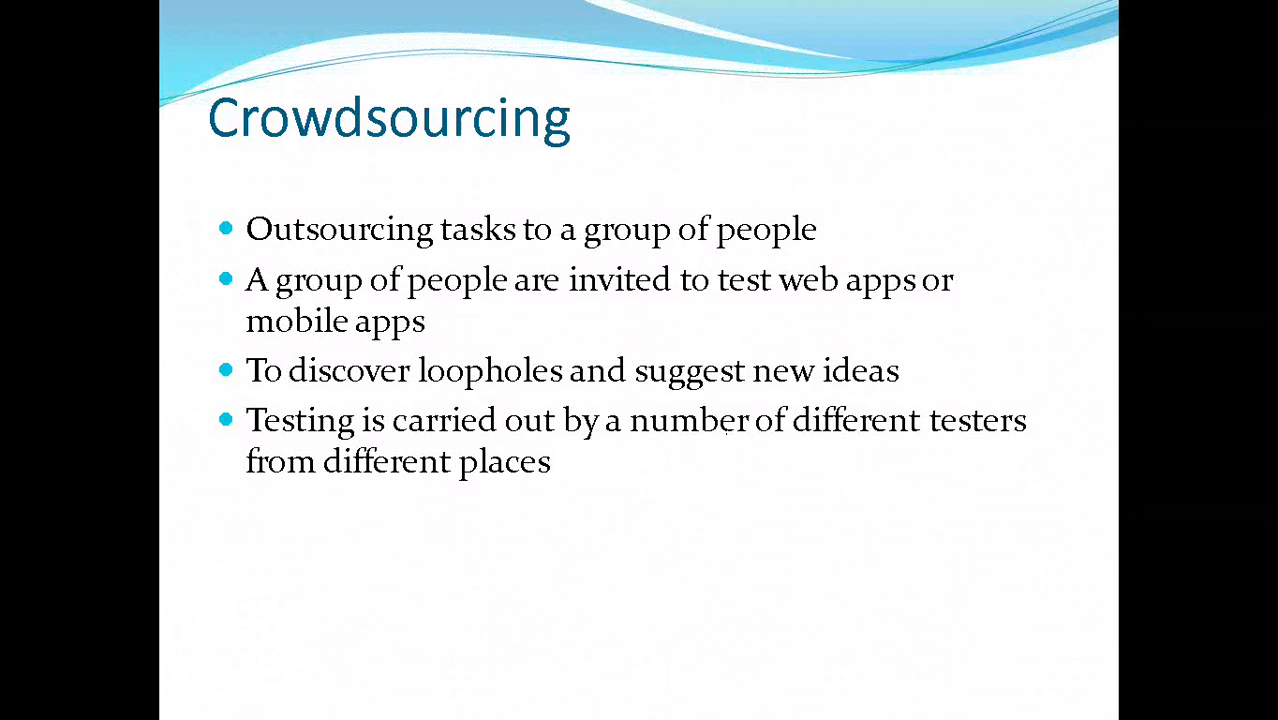 Crowdsourcing
Outsourcing tasks to a group of people
A group of people are invited to test web apps or
mobile apps
To discover loopholes and suggest new ideas
Testing is carried out by a number of different testers
from different places